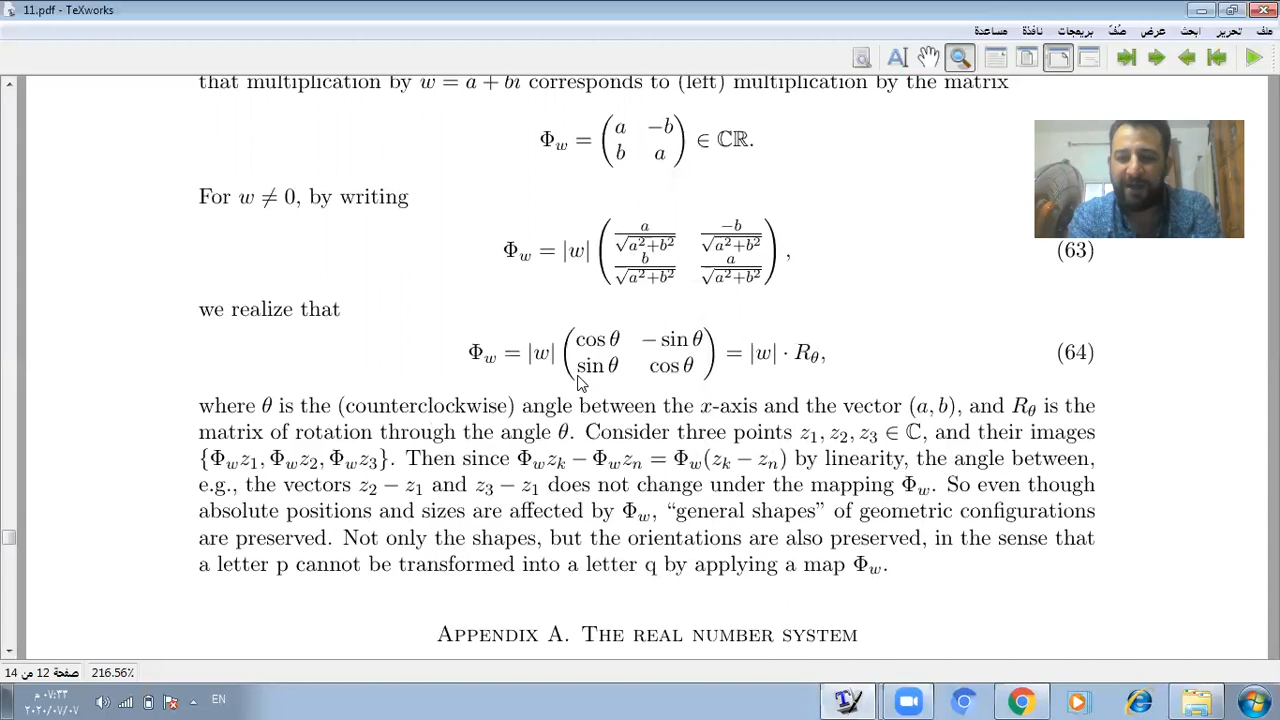 11.pdf - TeXworks
ملف تحرير ابحث صُفّ عرض بريمجات نافذة مساعدة
that multiplication by w = a + bi corresponds to (left) multiplication by the matrix
Φ_w = (a −b; b a) ∈ ℂℝ.
For w ≠ 0, by writing
Φ_w = |w| (a/√(a²+b²) −b/√(a²+b²); b/√(a²+b²) a/√(a²+b²)), (63)
we realize that
Φ_w = |w| (cos θ − sin θ; sin θ cos θ) = |w| · R_θ, (64)
where θ is the (counterclockwise) angle between the x-axis and the vector (a, b), and R_θ is the
matrix of rotation through the angle θ. Consider three points z₁, z₂, z₃ ∈ ℂ, and their images
{Φ_w z₁, Φ_w z₂, Φ_w z₃}. Then since Φ_w z_k − Φ_w z_n = Φ_w(z_k − z_n) by linearity, the angle between,
e.g., the vectors z₂ − z₁ and z₃ − z₁ does not change under the mapping Φ_w. So even though
absolute positions and sizes are affected by Φ_w, “general shapes” of geometric configurations
are preserved. Not only the shapes, but the orientations are also preserved, in the sense that
a letter p cannot be transformed into a letter q by applying a map Φ_w.
Appendix A. The real number system
216.56% صفحة 12 من 14
٠٧:٣٣ م
٢٠٢٠/٠٧/٠٧
EN